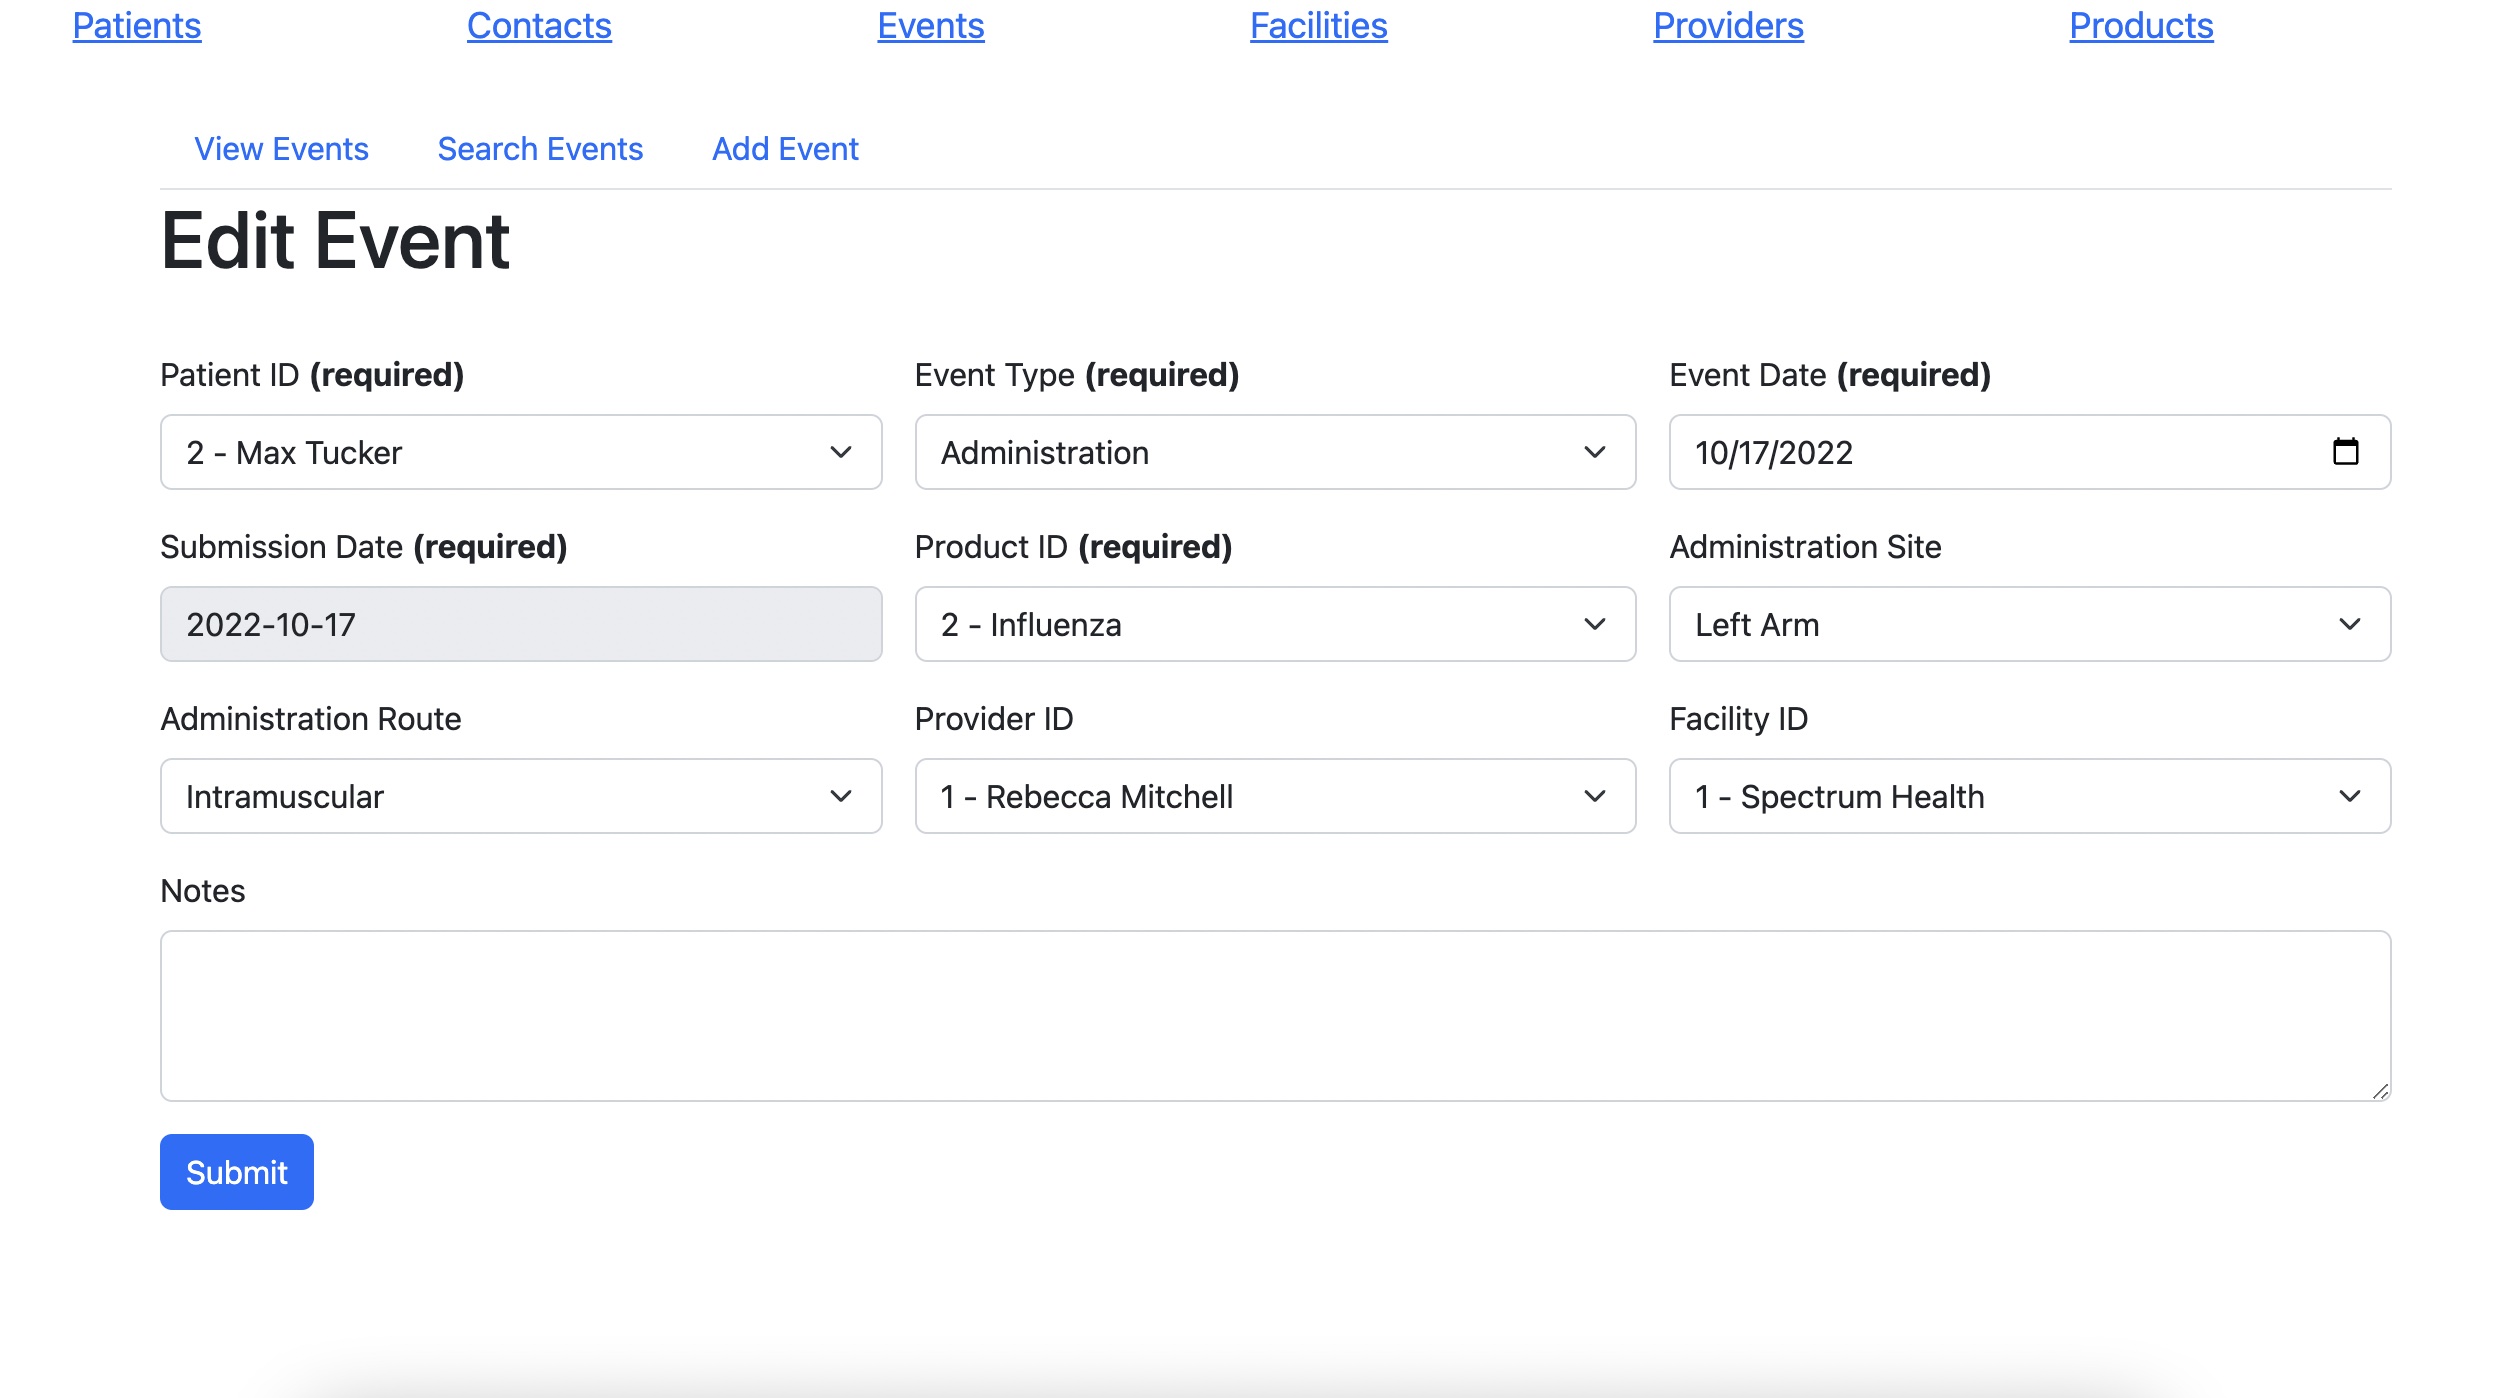 Patients Contacts Events Facilities Providers Products
View Events Search Events Add Event
Edit Event
Patient ID (required) Event Type (required) Event Date (required)
2 - Max Tucker Administration 10/17/2022
Submission Date (required) Product ID (required) Administration Site
2022-10-17 2 - Influenza Left Arm
Administration Route Provider ID Facility ID
Intramuscular 1 - Rebecca Mitchell 1 - Spectrum Health
Notes
Submit